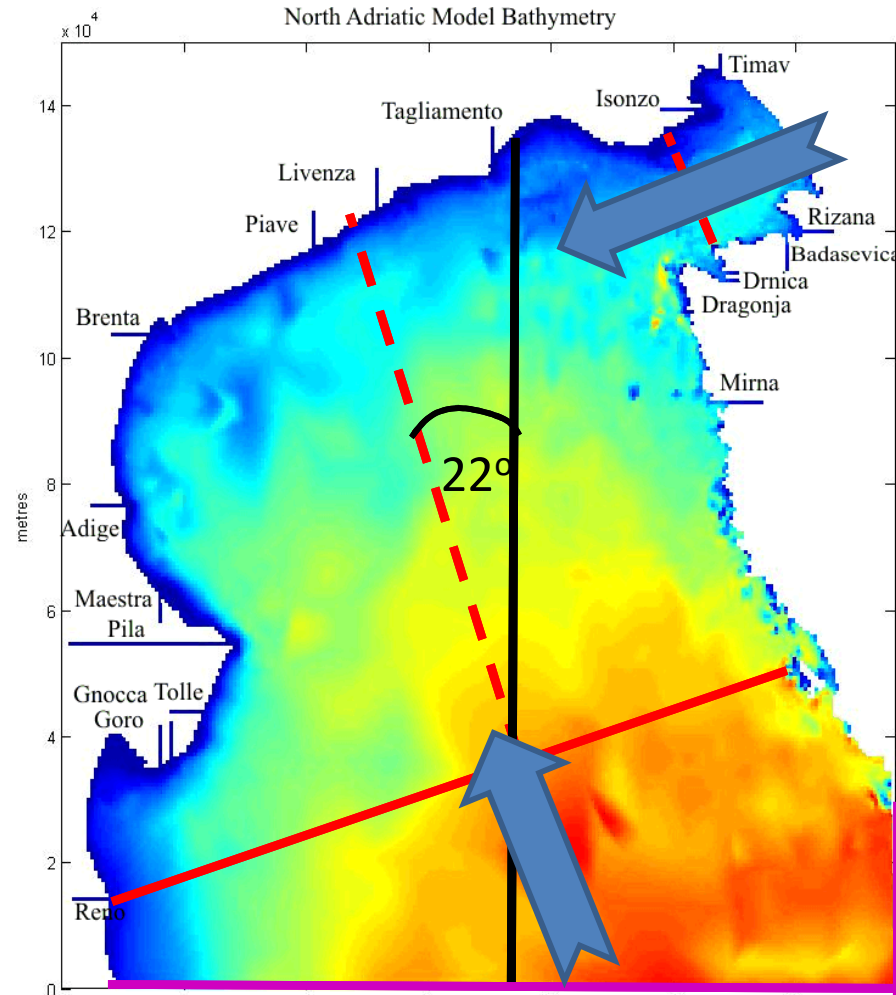 North Adriatic Model Bathymetry
x 10⁴
Timav
14
Isonzo
Tagliamento
Livenza
Rizana
Piave
12
Badasevica
Drnica
Dragonja
Brenta
10
Mirna
22º
8
metres
Adige
6
Maestra
Pila
Gnocca Tolle
Goro
4
2
Reno
0